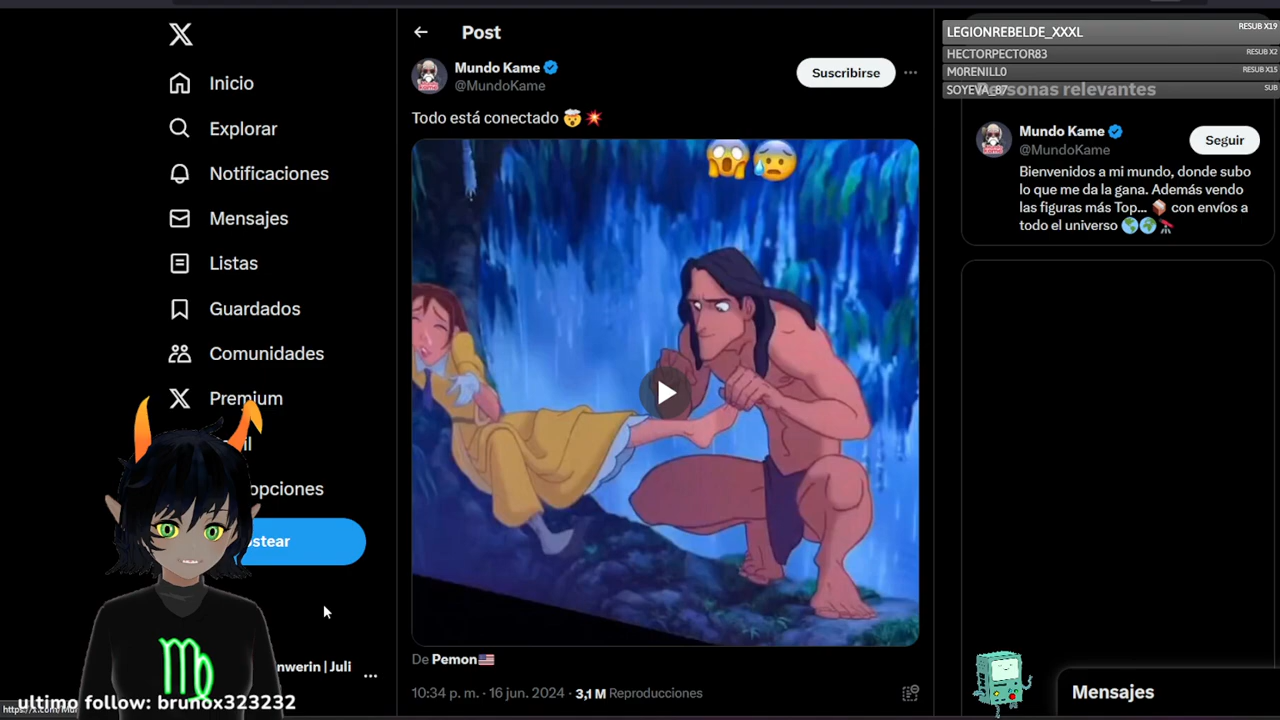 Inicio
Explorar
Notificaciones
Mensajes
Listas
Guardados
Comunidades
Premium
il
opciones
stear
nwerin | Juli
ultimo follow: brunox323232
Post
Mundo Kame
@MundoKame
Suscribirse
Todo está conectado 🤯💥
De Pemon🇺🇸
10:34 p. m. · 16 jun. 2024 · 3,1 M Reproducciones
LEGIONREBELDE_XXXL RESUB X19
HECTORPECTOR83 RESUB X2
M0RENILL0 RESUB X15
SOYEVA_87 SUB
Personas relevantes
Mundo Kame
@MundoKame
Seguir
Bienvenidos a mi mundo, donde subo
lo que me da la gana. Además vendo
las figuras más Top... 📦 con envíos a
todo el universo 🌎🌍🔭
Mensajes